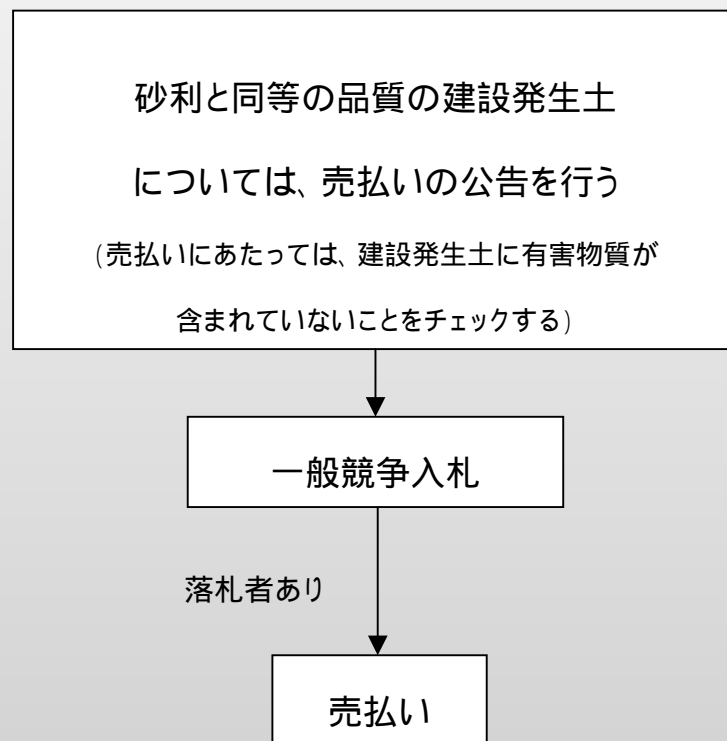 砂利と同等の品質の建設発生土
については、売払いの公告を行う
(売払いにあたっては、建設発生土に有害物質が
含まれていないことをチェックする)
一般競争入札
落札者あり
売払い